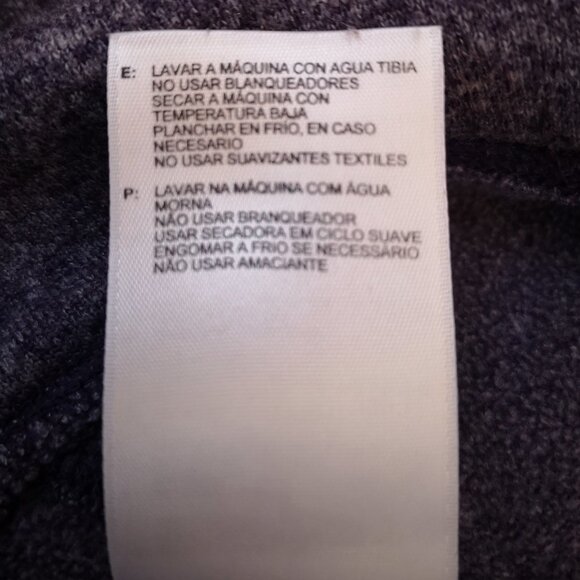 E: LAVAR A MÁQUINA CON AGUA TIBIA
NO USAR BLANQUEADORES
SECAR A MÁQUINA CON
TEMPERATURA BAJA
PLANCHAR EN FRÍO, EN CASO
NECESARIO
NO USAR SUAVIZANTES TEXTILES
P: LAVAR NA MÁQUINA COM ÁGUA
MORNA
NÃO USAR BRANQUEADOR
USAR SECADORA EM CICLO SUAVE
ENGOMAR A FRIO SE NECESSÁRIO
NÃO USAR AMACIANTE